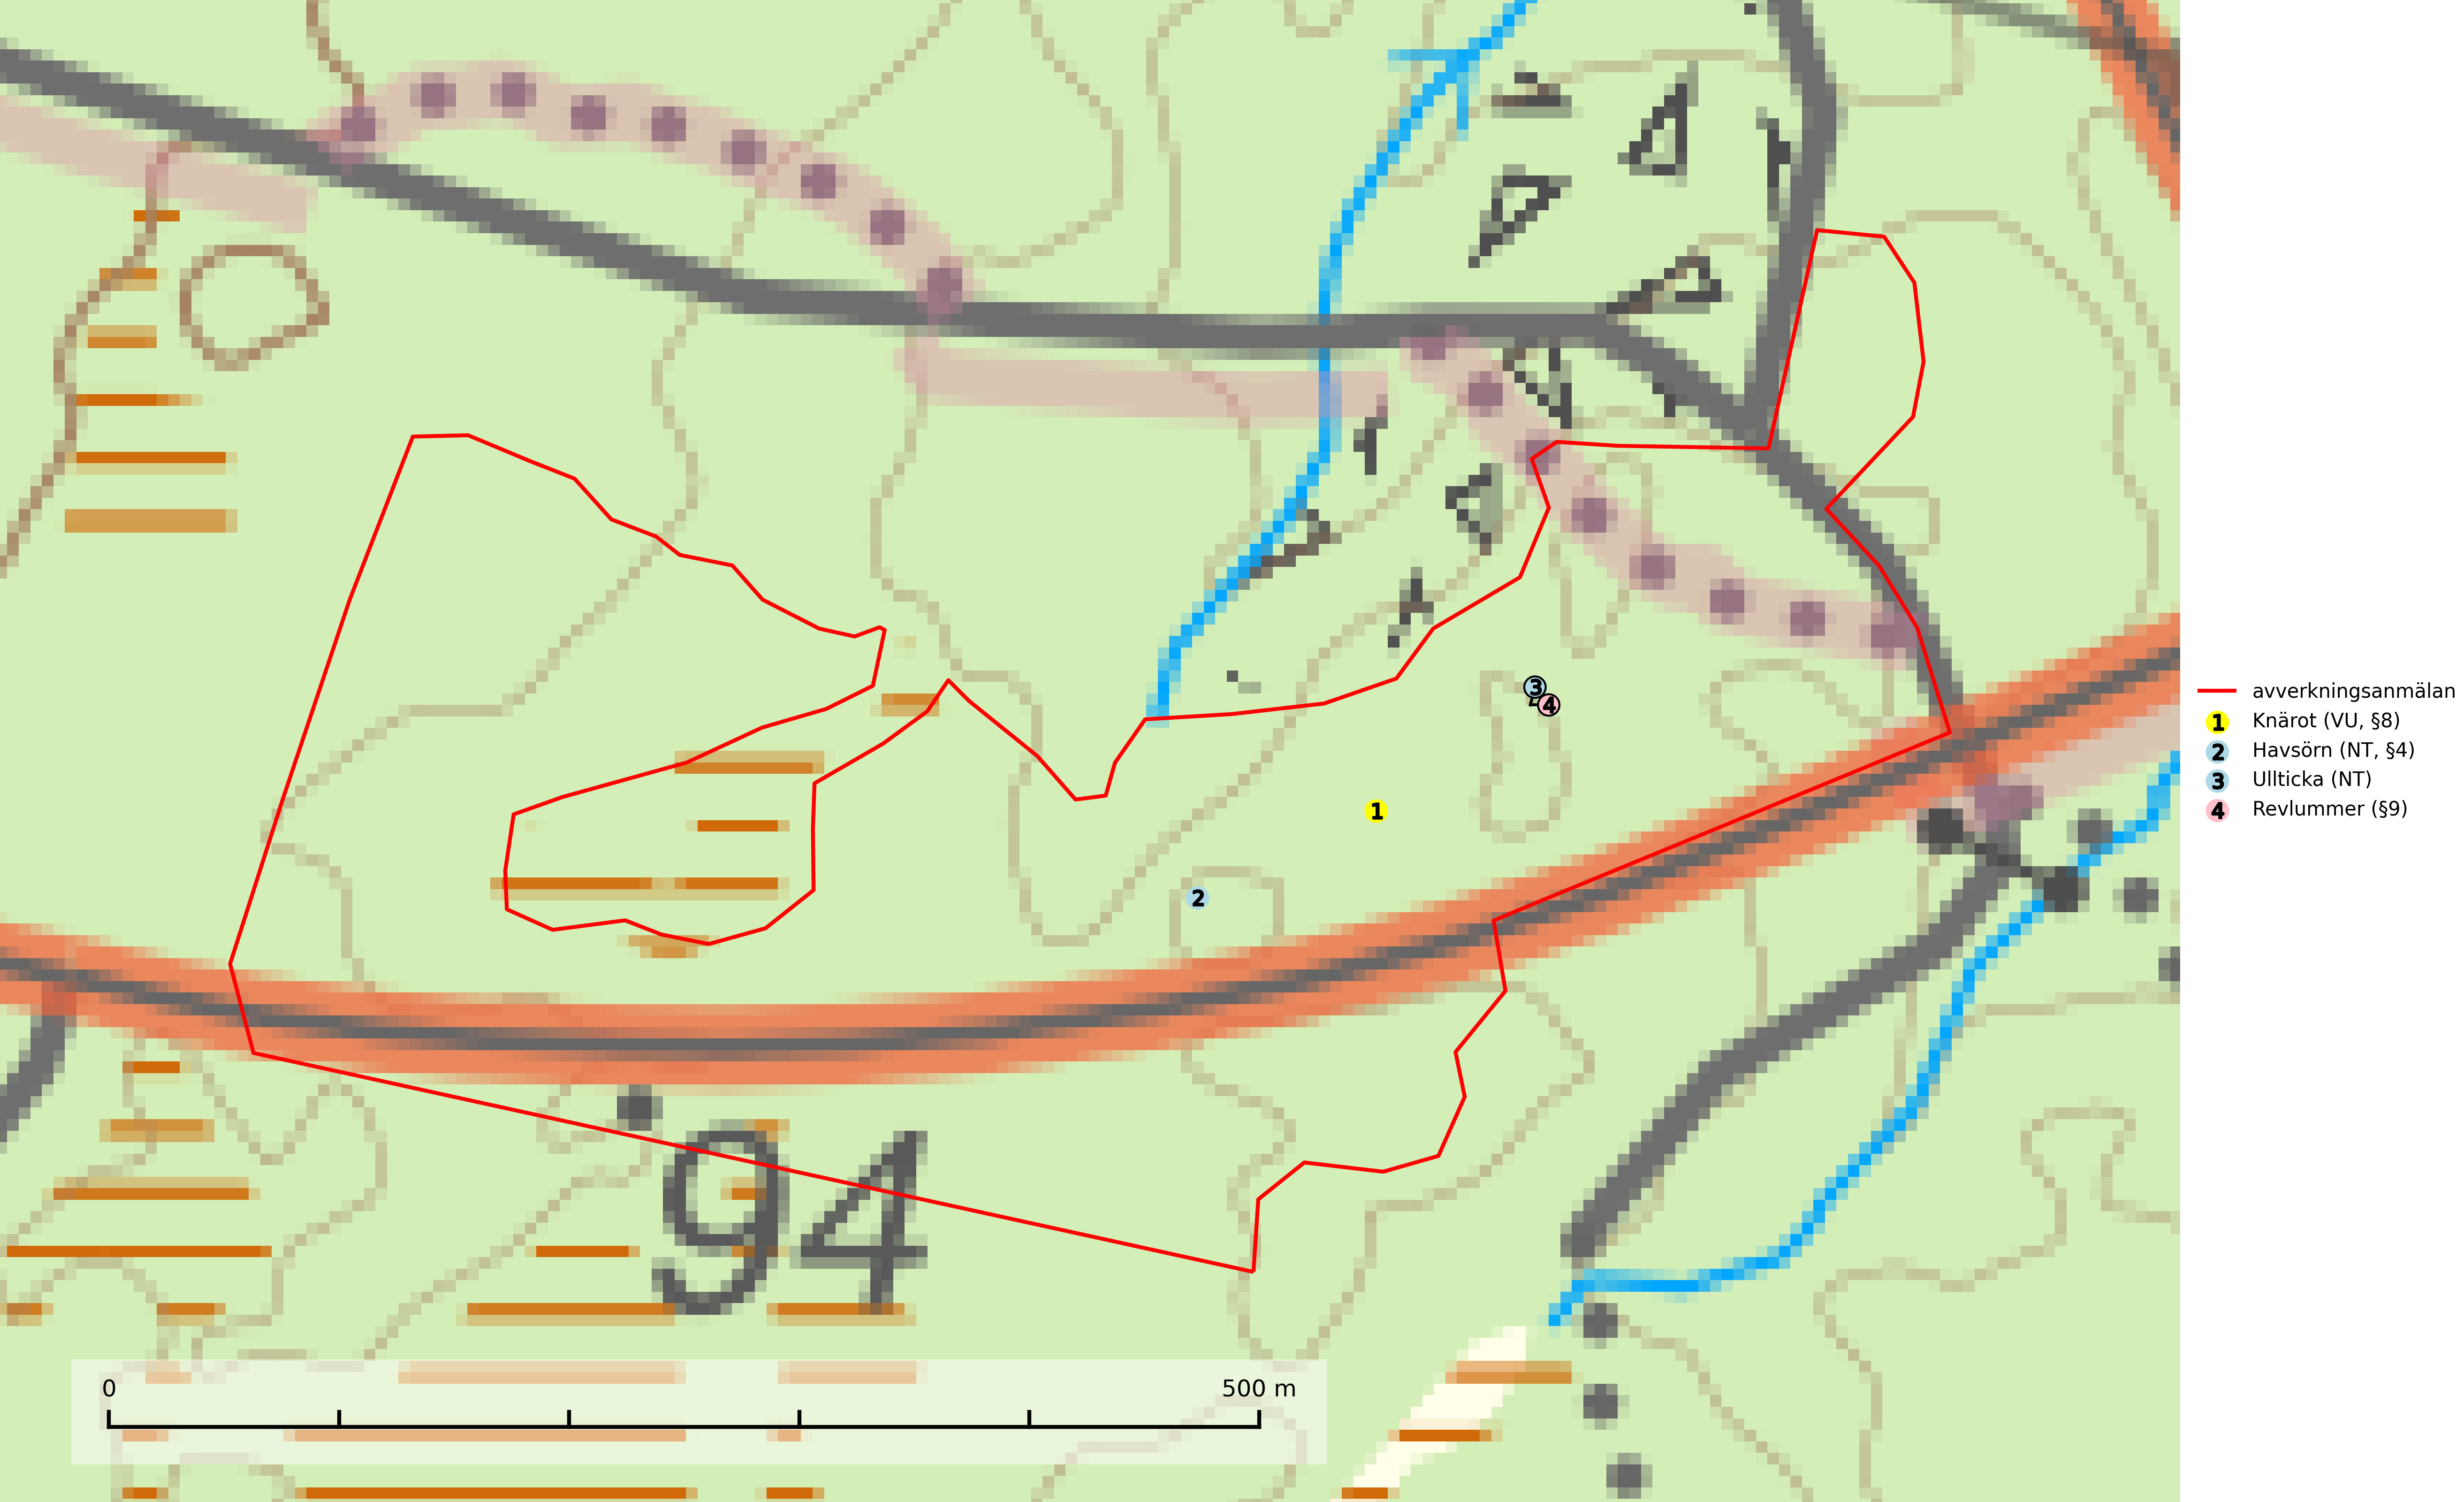 avverkningsanmälan
1 Knärot (VU, §8)
2 Havsörn (NT, §4)
3 Ullticka (NT)
4 Revlummer (§9)
3
4
1
2
94
0 500 m